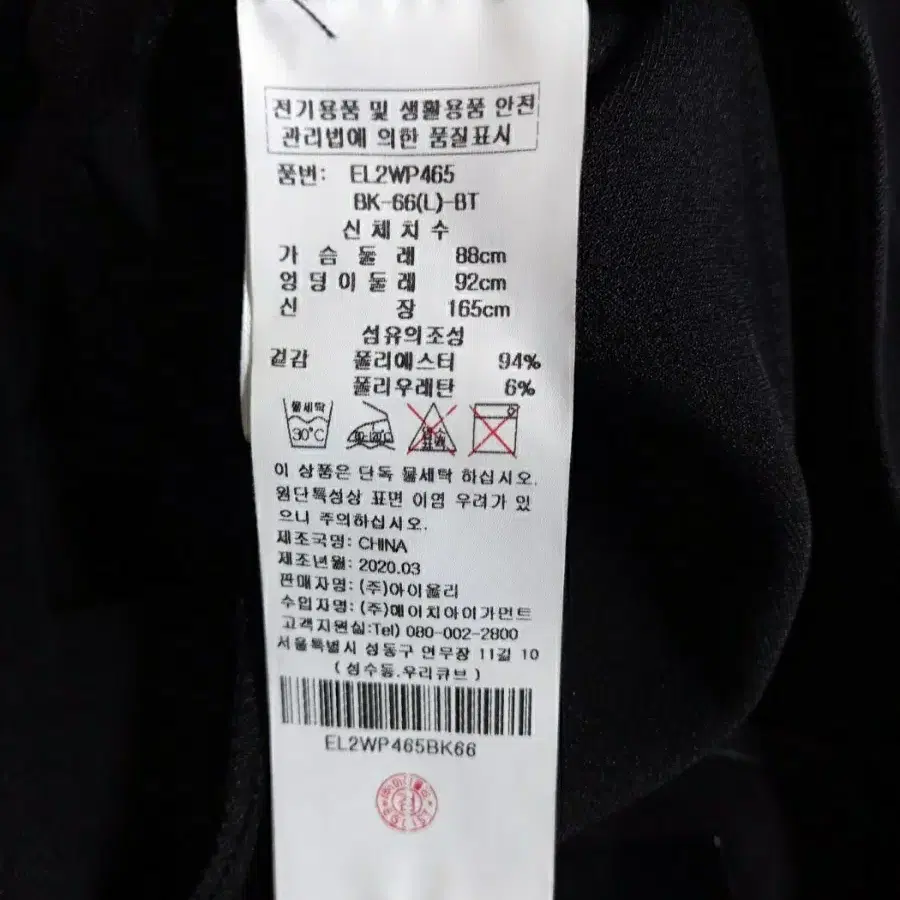 전기용품 및 생활용품 안전
관리법에 의한 품질표시
품번: EL2WP465
BK-66(L)-BT
신체치수
가슴둘레 88cm
엉덩이둘레 92cm
신장 165cm
섬유의조성
겉감 폴리에스터 94%
폴리우레탄 6%
물세탁
30°C
이 상품은 단독 물세탁 하십시오.
원단특성상 표면 이염 우려가 있
으니 주의하십시오.
제조국명: CHINA
제조년월: 2020.03
판매자명: (주)아이올리
수입자명: (주)에이치아이가먼트
고객지원실:Tel) 080-002-2800
서울특별시 성동구 연무장 11길 10
(성수동.우리큐브)
EL2WP465BK66